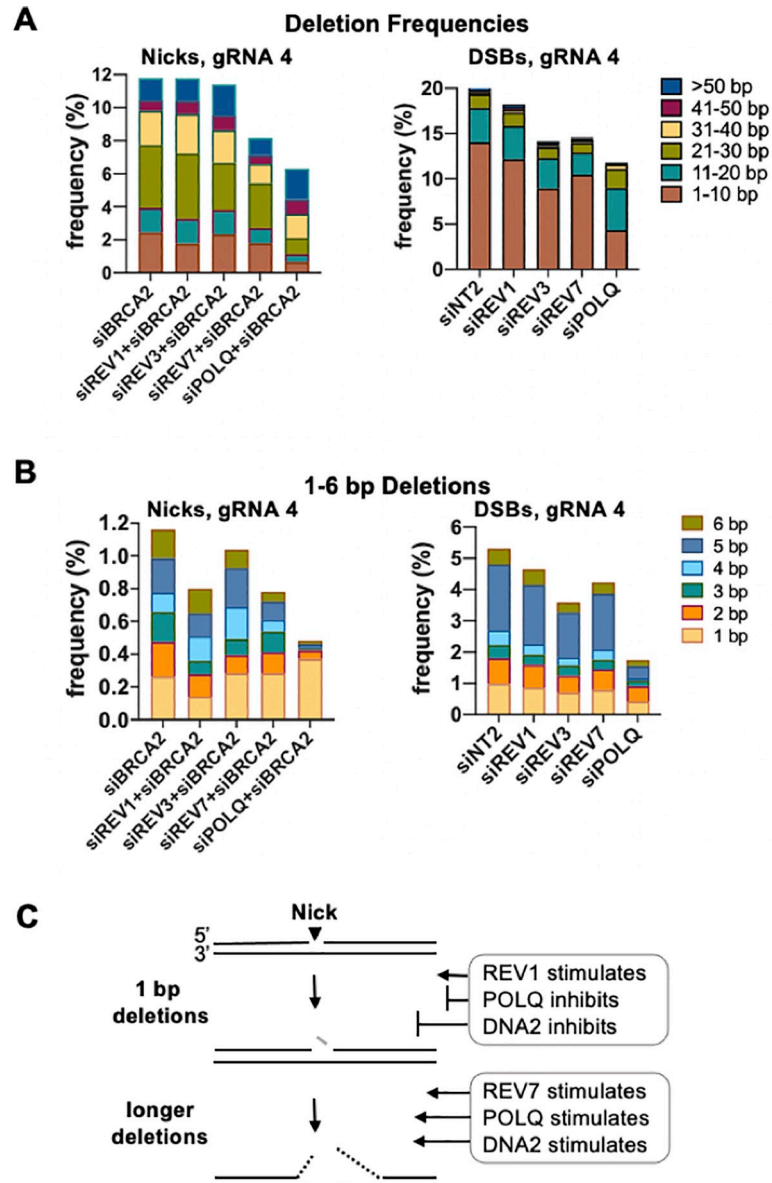 A
Deletion Frequencies
Nicks, gRNA 4
frequency (%)
12
10
8
6
4
2
0
siBRCA2
siREV1+siBRCA2
siREV3+siBRCA2
siREV7+siBRCA2
siPOLQ+siBRCA2
DSBs, gRNA 4
frequency (%)
20
15
10
5
0
siNT2
siREV1
siREV3
siREV7
siPOLQ
>50 bp
41-50 bp
31-40 bp
21-30 bp
11-20 bp
1-10 bp
B
1-6 bp Deletions
Nicks, gRNA 4
frequency (%)
1.2
1.0
0.8
0.6
0.4
0.2
0.0
siBRCA2
siREV1+siBRCA2
siREV3+siBRCA2
siREV7+siBRCA2
siPOLQ+siBRCA2
DSBs, gRNA 4
frequency (%)
6
5
4
3
2
1
0
siNT2
siREV1
siREV3
siREV7
siPOLQ
6 bp
5 bp
4 bp
3 bp
2 bp
1 bp
C
Nick
5'
3'
1 bp
deletions
REV1 stimulates
POLQ inhibits
DNA2 inhibits
longer
deletions
REV7 stimulates
POLQ stimulates
DNA2 stimulates